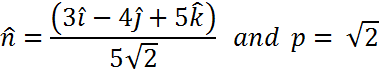 n̂ = (3î − 4ĵ + 5k̂) / 5√2 and p = √2